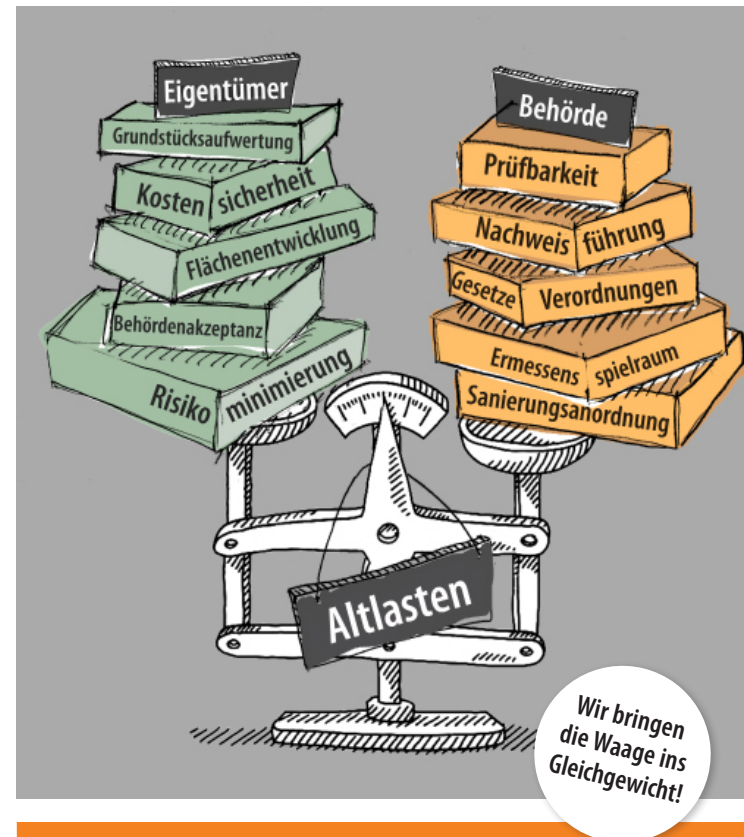 Eigentümer
Grundstücksaufwertung
Kosten sicherheit
Flächenentwicklung
Behördenakzeptanz
Risiko minimierung
Behörde
Prüfbarkeit
Nachweis führung
Gesetze Verordnungen
Ermessens spielraum
Sanierungsanordnung
Altlasten
Wir bringen
die Waage ins
Gleichgewicht!